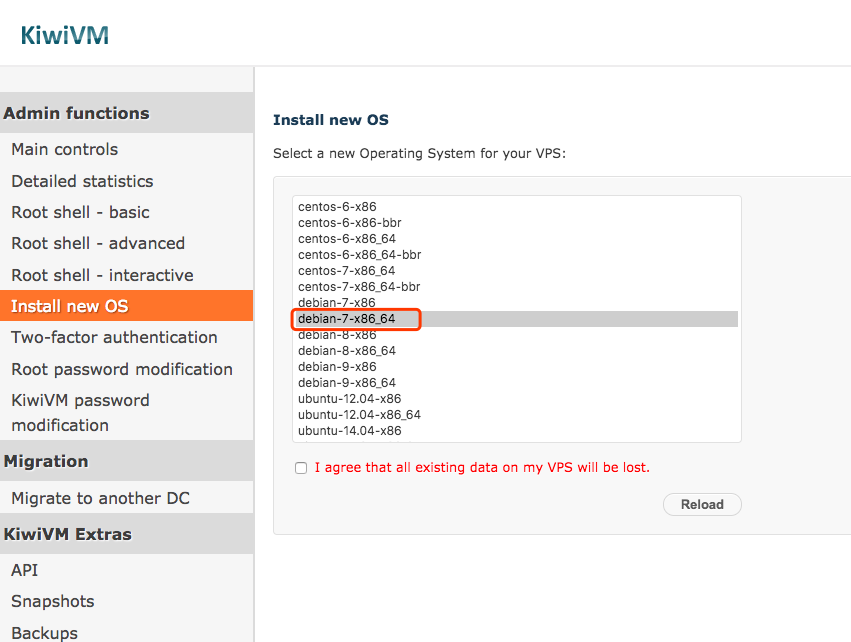 KiwiVM
Admin functions
Main controls
Detailed statistics
Root shell - basic
Root shell - advanced
Root shell - interactive
Install new OS
Two-factor authentication
Root password modification
KiwiVM password
modification
Migration
Migrate to another DC
KiwiVM Extras
API
Snapshots
Backups
Install new OS
Select a new Operating System for your VPS:
centos-6-x86
centos-6-x86-bbr
centos-6-x86_64
centos-6-x86_64-bbr
centos-7-x86_64
centos-7-x86_64-bbr
debian-7-x86
debian-7-x86_64
debian-8-x86
debian-8-x86_64
debian-9-x86
debian-9-x86_64
ubuntu-12.04-x86
ubuntu-12.04-x86_64
ubuntu-14.04-x86
I agree that all existing data on my VPS will be lost.
Reload